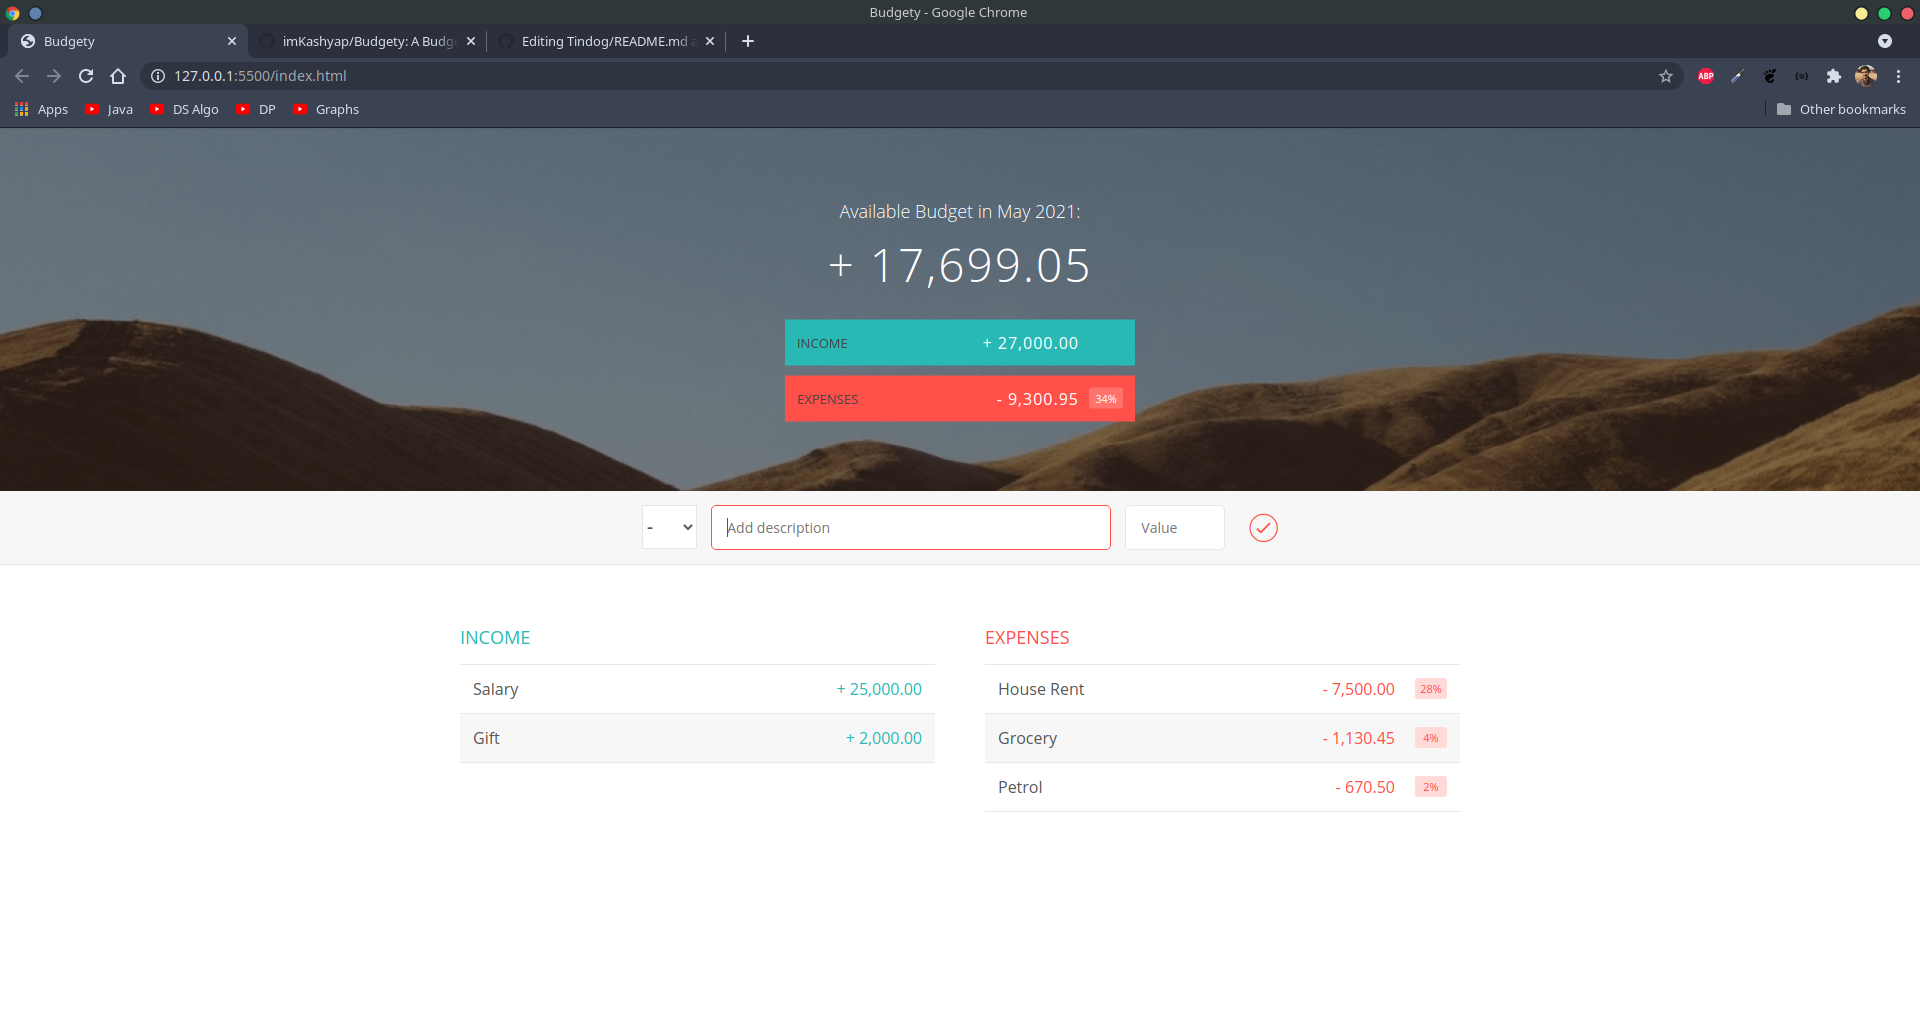 Budgety - Google Chrome
Budgety
imKashyap/Budgety: A Budg
Editing Tindog/README.md
127.0.0.1:5500/index.html
ABP
Apps
Java
DS Algo
DP
Graphs
Other bookmarks
Available Budget in May 2021:
+ 17,699.05
INCOME + 27,000.00
EXPENSES - 9,300.95 34%
- Add description Value
INCOME
Salary + 25,000.00
Gift + 2,000.00
EXPENSES
House Rent - 7,500.00 28%
Grocery - 1,130.45 4%
Petrol - 670.50 2%